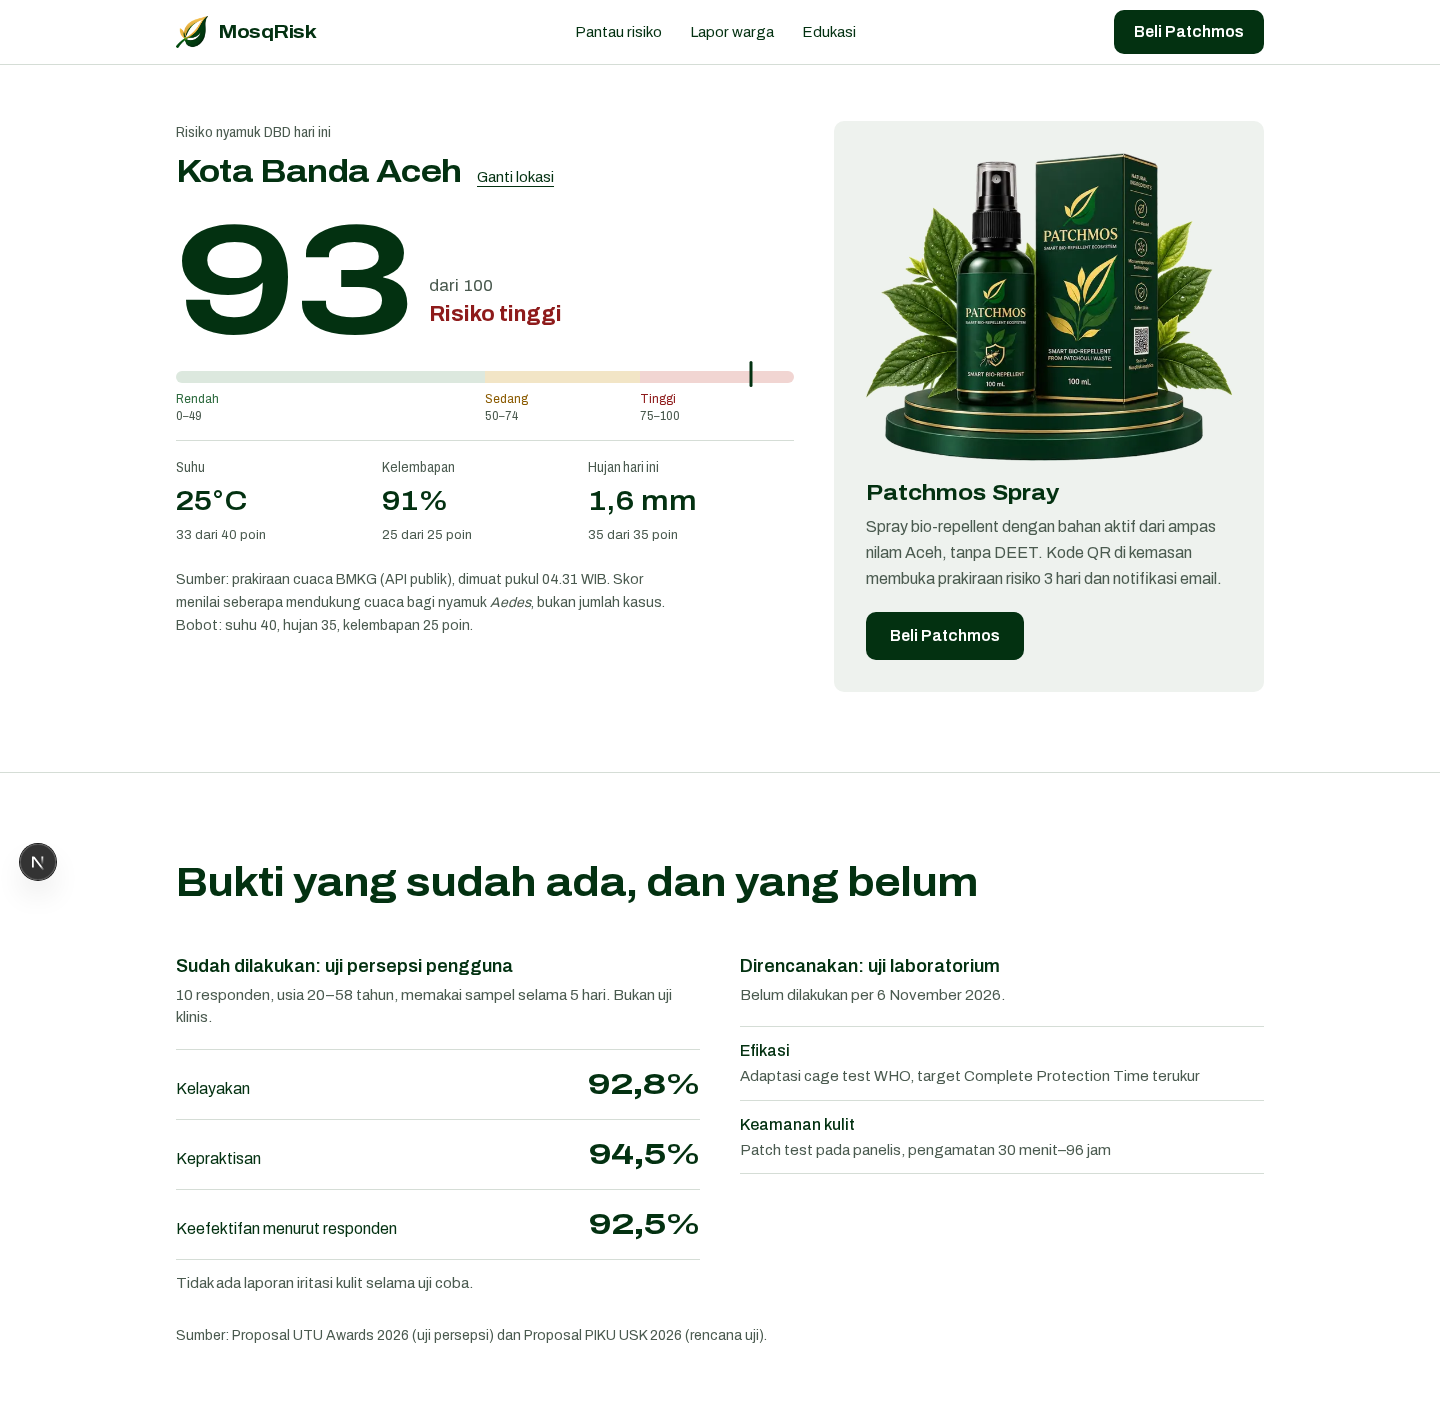 MosqRisk
Pantau risiko
Lapor warga
Edukasi
Beli Patchmos
Risiko nyamuk DBD hari ini
Kota Banda Aceh
Ganti lokasi
93
dari 100
Risiko tinggi
Rendah
0–49
Sedang
50–74
Tinggi
75–100
Suhu
25°C
33 dari 40 poin
Kelembapan
91%
25 dari 25 poin
Hujan hari ini
1,6 mm
35 dari 35 poin
Sumber: prakiraan cuaca BMKG (API publik), dimuat pukul 04.31 WIB. Skor
menilai seberapa mendukung cuaca bagi nyamuk Aedes, bukan jumlah kasus.
Bobot: suhu 40, hujan 35, kelembapan 25 poin.
PATCHMOS
SMART BIO-REPELLENT ECOSYSTEM
SMART BIO-REPELLENT
100 mL
PATCHMOS
SMART BIO-REPELLENT ECOSYSTEM
SMART BIO-REPELLENT
FROM PATCHOULI WASTE
100 mL
NATURAL
INGREDIENTS
Patchmos Spray
Spray bio-repellent dengan bahan aktif dari ampas
nilam Aceh, tanpa DEET. Kode QR di kemasan
membuka prakiraan risiko 3 hari dan notifikasi email.
Beli Patchmos
N
Bukti yang sudah ada, dan yang belum
Sudah dilakukan: uji persepsi pengguna
10 responden, usia 20–58 tahun, memakai sampel selama 5 hari. Bukan uji
klinis.
Kelayakan
92,8%
Kepraktisan
94,5%
Keefektifan menurut responden
92,5%
Tidak ada laporan iritasi kulit selama uji coba.
Direncanakan: uji laboratorium
Belum dilakukan per 6 November 2026.
Efikasi
Adaptasi cage test WHO, target Complete Protection Time terukur
Keamanan kulit
Patch test pada panelis, pengamatan 30 menit–96 jam
Sumber: Proposal UTU Awards 2026 (uji persepsi) dan Proposal PIKU USK 2026 (rencana uji).